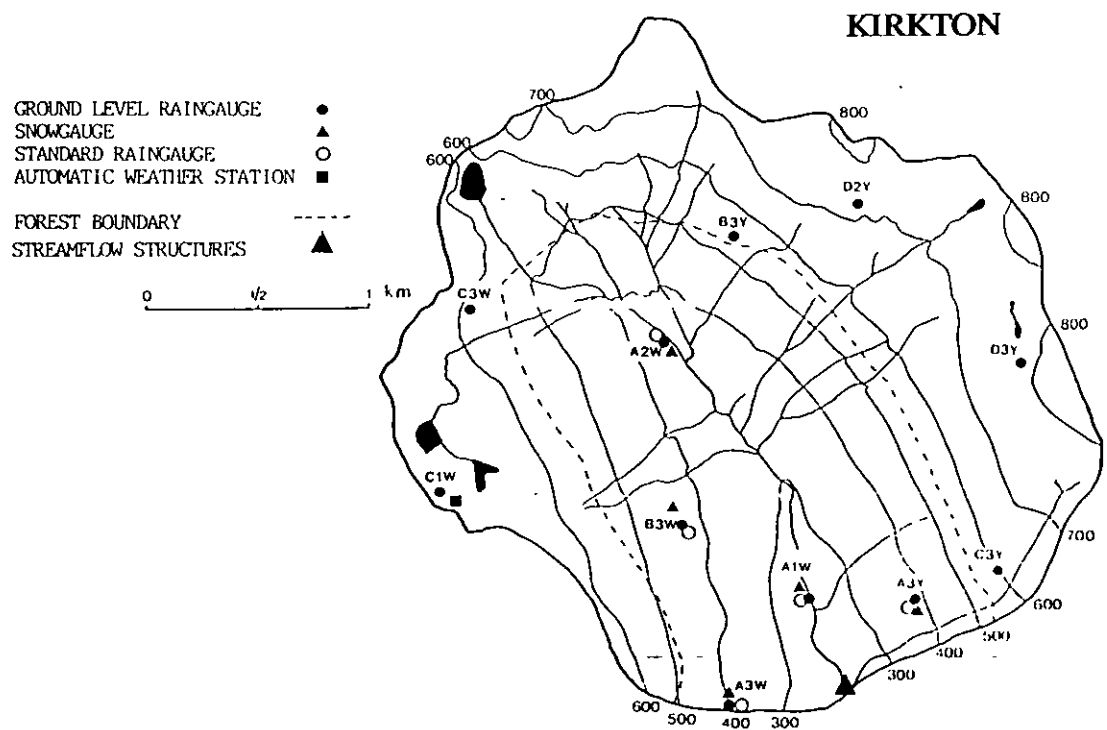 KIRKTON
GROUND LEVEL RAINGAUGE
SNOWGAUGE
STANDARD RAINGAUGE
AUTOMATIC WEATHER STATION
FOREST BOUNDARY
STREAMFLOW STRUCTURES
0 1/2 1 km
700
600
600
800
800
800
D2Y
B3Y
C3W
A2W
D3Y
C1W
B3W
A1W
A3Y
C3Y
700
600
500
400
300
A3W
600
500
400
300